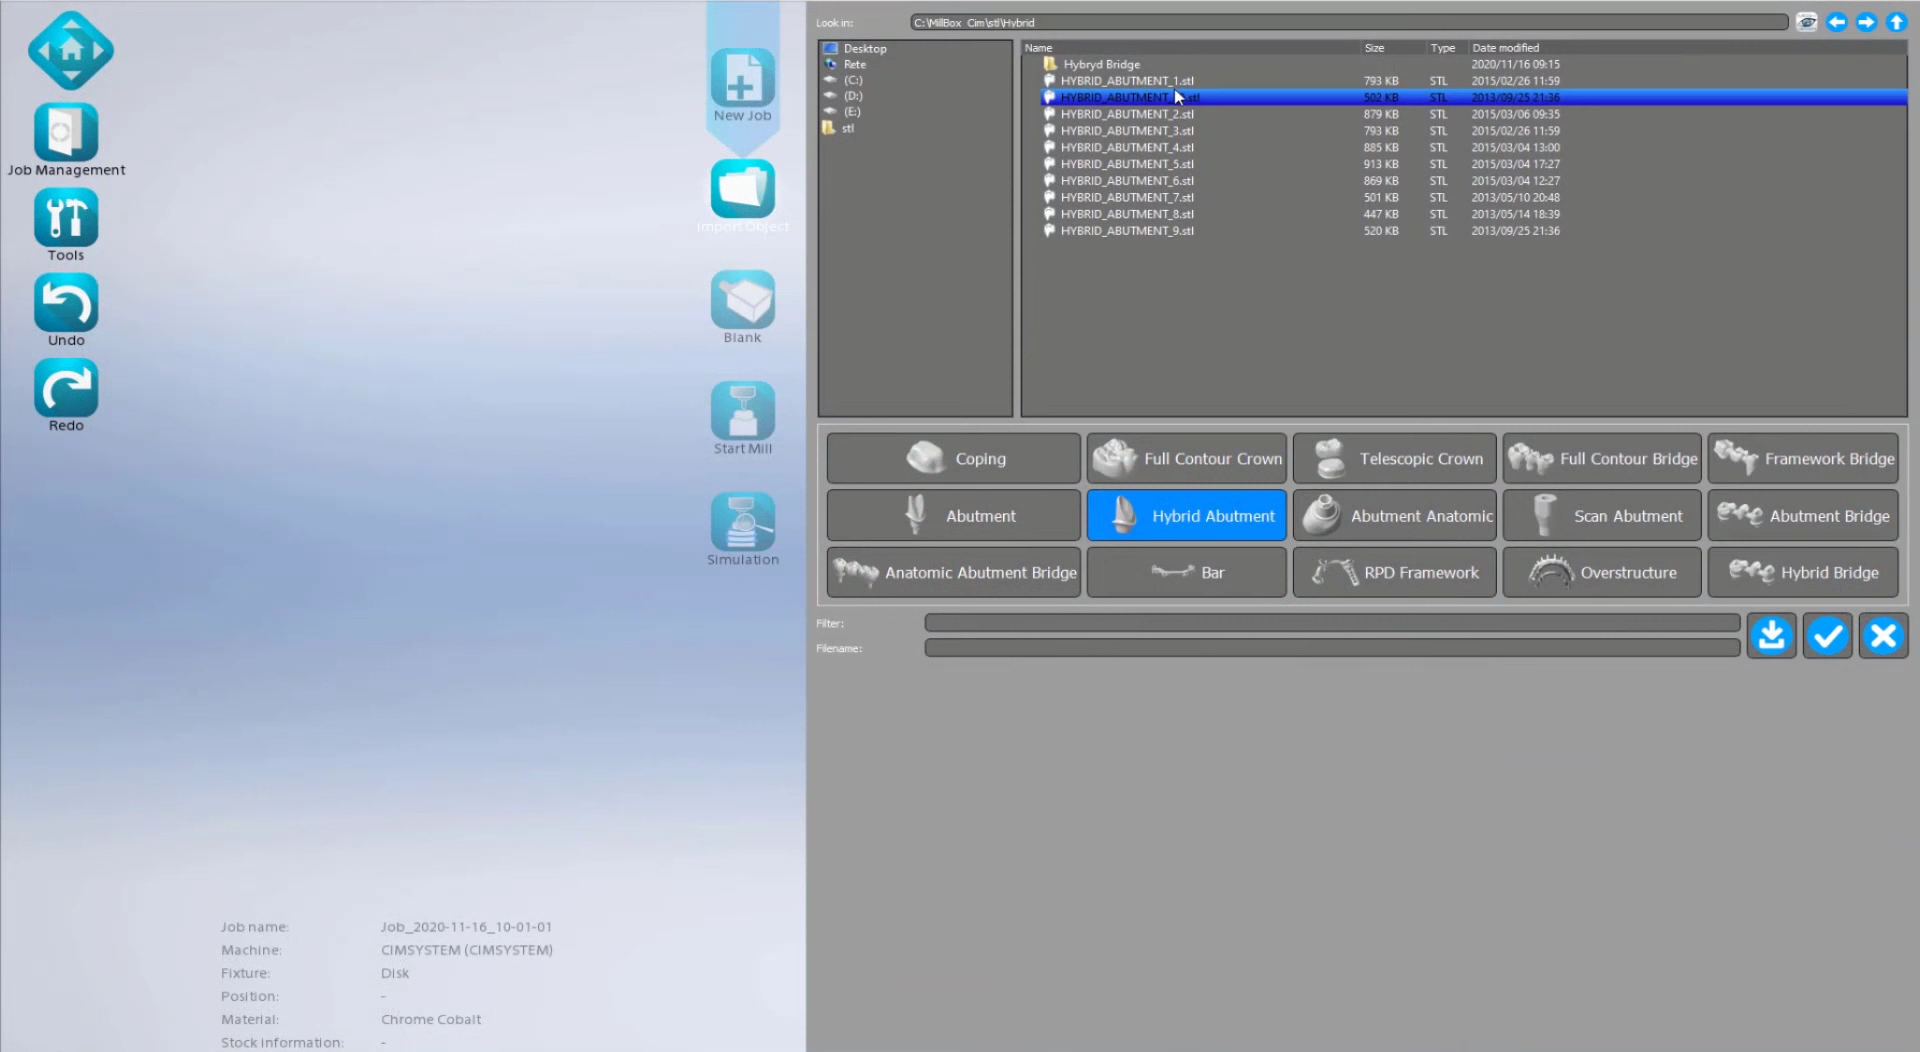 Look in:
C:\MillBox Cim\stl\Hybrid
Desktop
Rete
(C:)
(D:)
(E:)
stl
Name Size Type Date modified
Hybryd Bridge 2020/11/16 09:15
HYBRID_ABUTMENT_1.stl 793 KB STL 2015/02/26 11:59
HYBRID_ABUTMENT_ .stl 502 KB STL 2013/09/25 21:36
HYBRID_ABUTMENT_2.stl 879 KB STL 2015/03/06 09:35
HYBRID_ABUTMENT_3.stl 793 KB STL 2015/02/26 11:59
HYBRID_ABUTMENT_4.stl 885 KB STL 2015/03/04 13:00
HYBRID_ABUTMENT_5.stl 913 KB STL 2015/03/04 17:27
HYBRID_ABUTMENT_6.stl 869 KB STL 2015/03/04 12:27
HYBRID_ABUTMENT_7.stl 501 KB STL 2013/05/10 20:48
HYBRID_ABUTMENT_8.stl 447 KB STL 2013/05/14 18:39
HYBRID_ABUTMENT_9.stl 520 KB STL 2013/09/25 21:36
Job Management
Tools
Undo
Redo
New Job
Import Object
Blank
Start Mill
Simulation
Coping
Full Contour Crown
Telescopic Crown
Full Contour Bridge
Framework Bridge
Abutment
Hybrid Abutment
Abutment Anatomic
Scan Abutment
Abutment Bridge
Anatomic Abutment Bridge
Bar
RPD Framework
Overstructure
Hybrid Bridge
Filter:
Filename:
Job name: Job_2020-11-16_10-01-01
Machine: CIMSYSTEM (CIMSYSTEM)
Fixture: Disk
Position: -
Material: Chrome Cobalt
Stock information: -